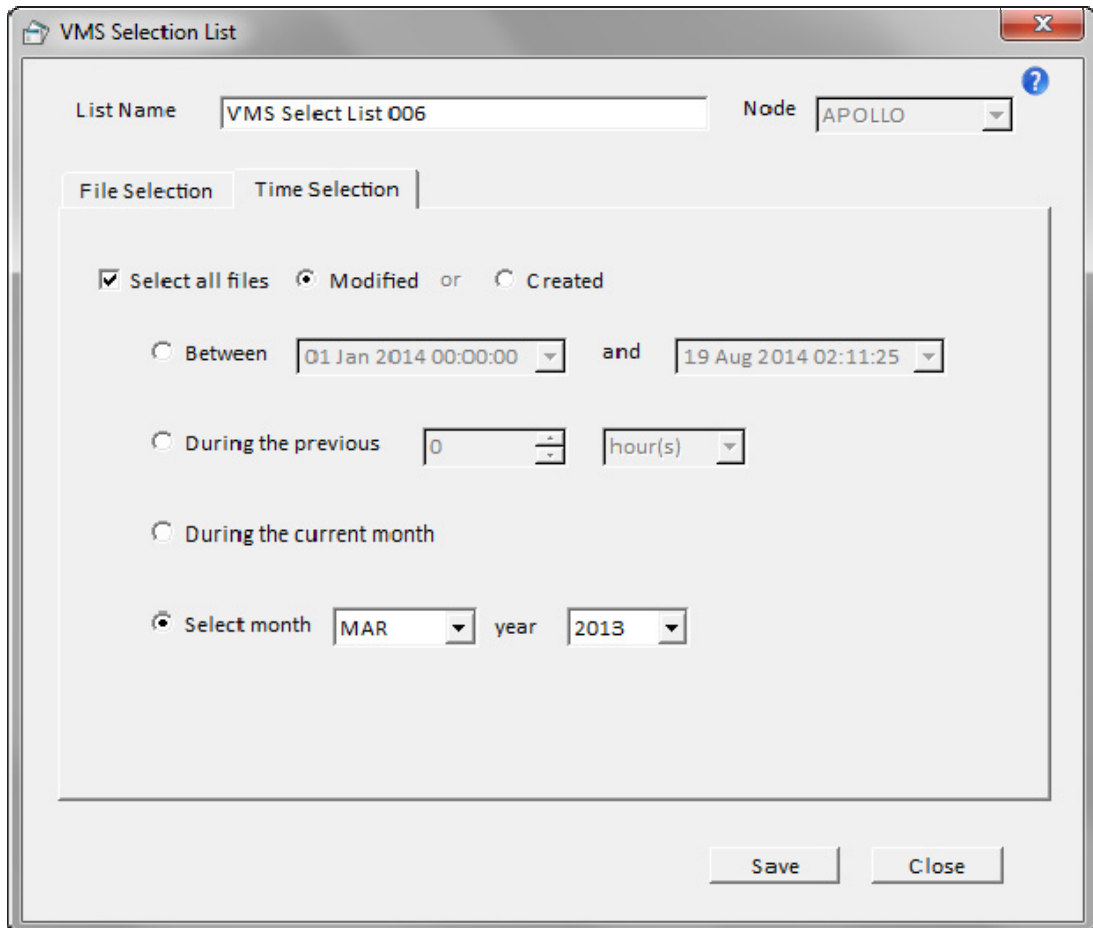 VMS Selection List
List Name VMS Select List 006 Node APOLLO
File Selection Time Selection
Select all files Modified or Created
Between 01 Jan 2014 00:00:00 and 19 Aug 2014 02:11:25
During the previous 0 hour(s)
During the current month
Select month MAR year 2013
Save Close